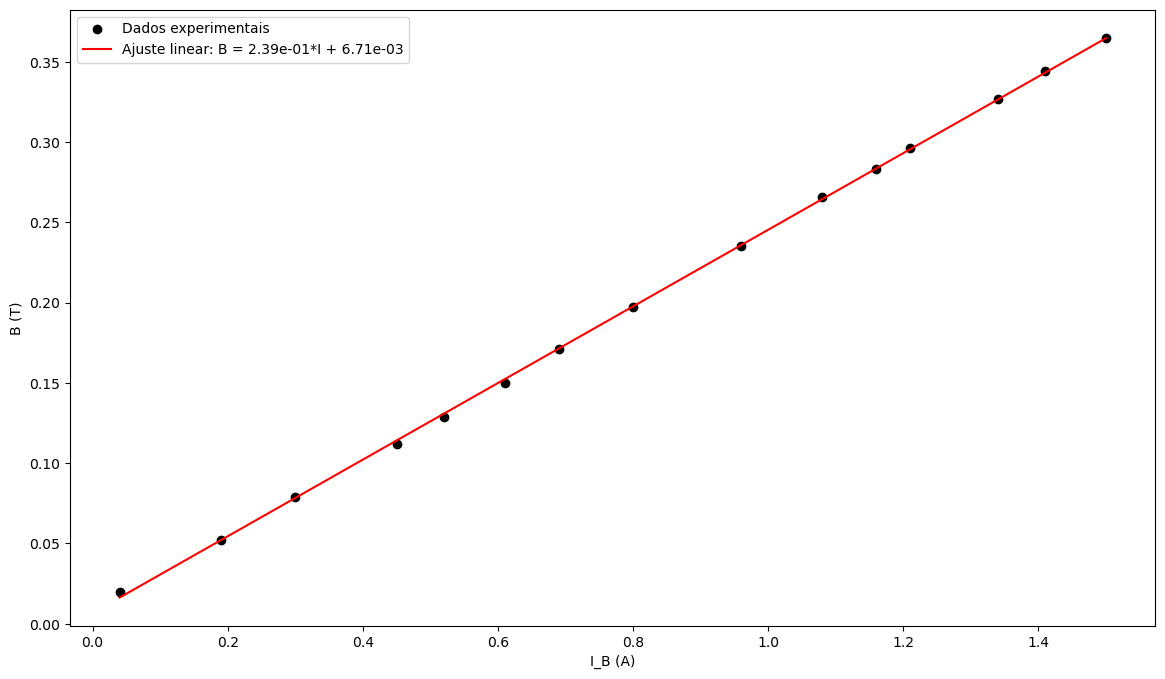 Dados experimentais
Ajuste linear: B = 2.39e-01*I + 6.71e-03
B (T)
0.35
0.30
0.25
0.20
0.15
0.10
0.05
0.00
0.0 0.2 0.4 0.6 0.8 1.0 1.2 1.4
I_B (A)